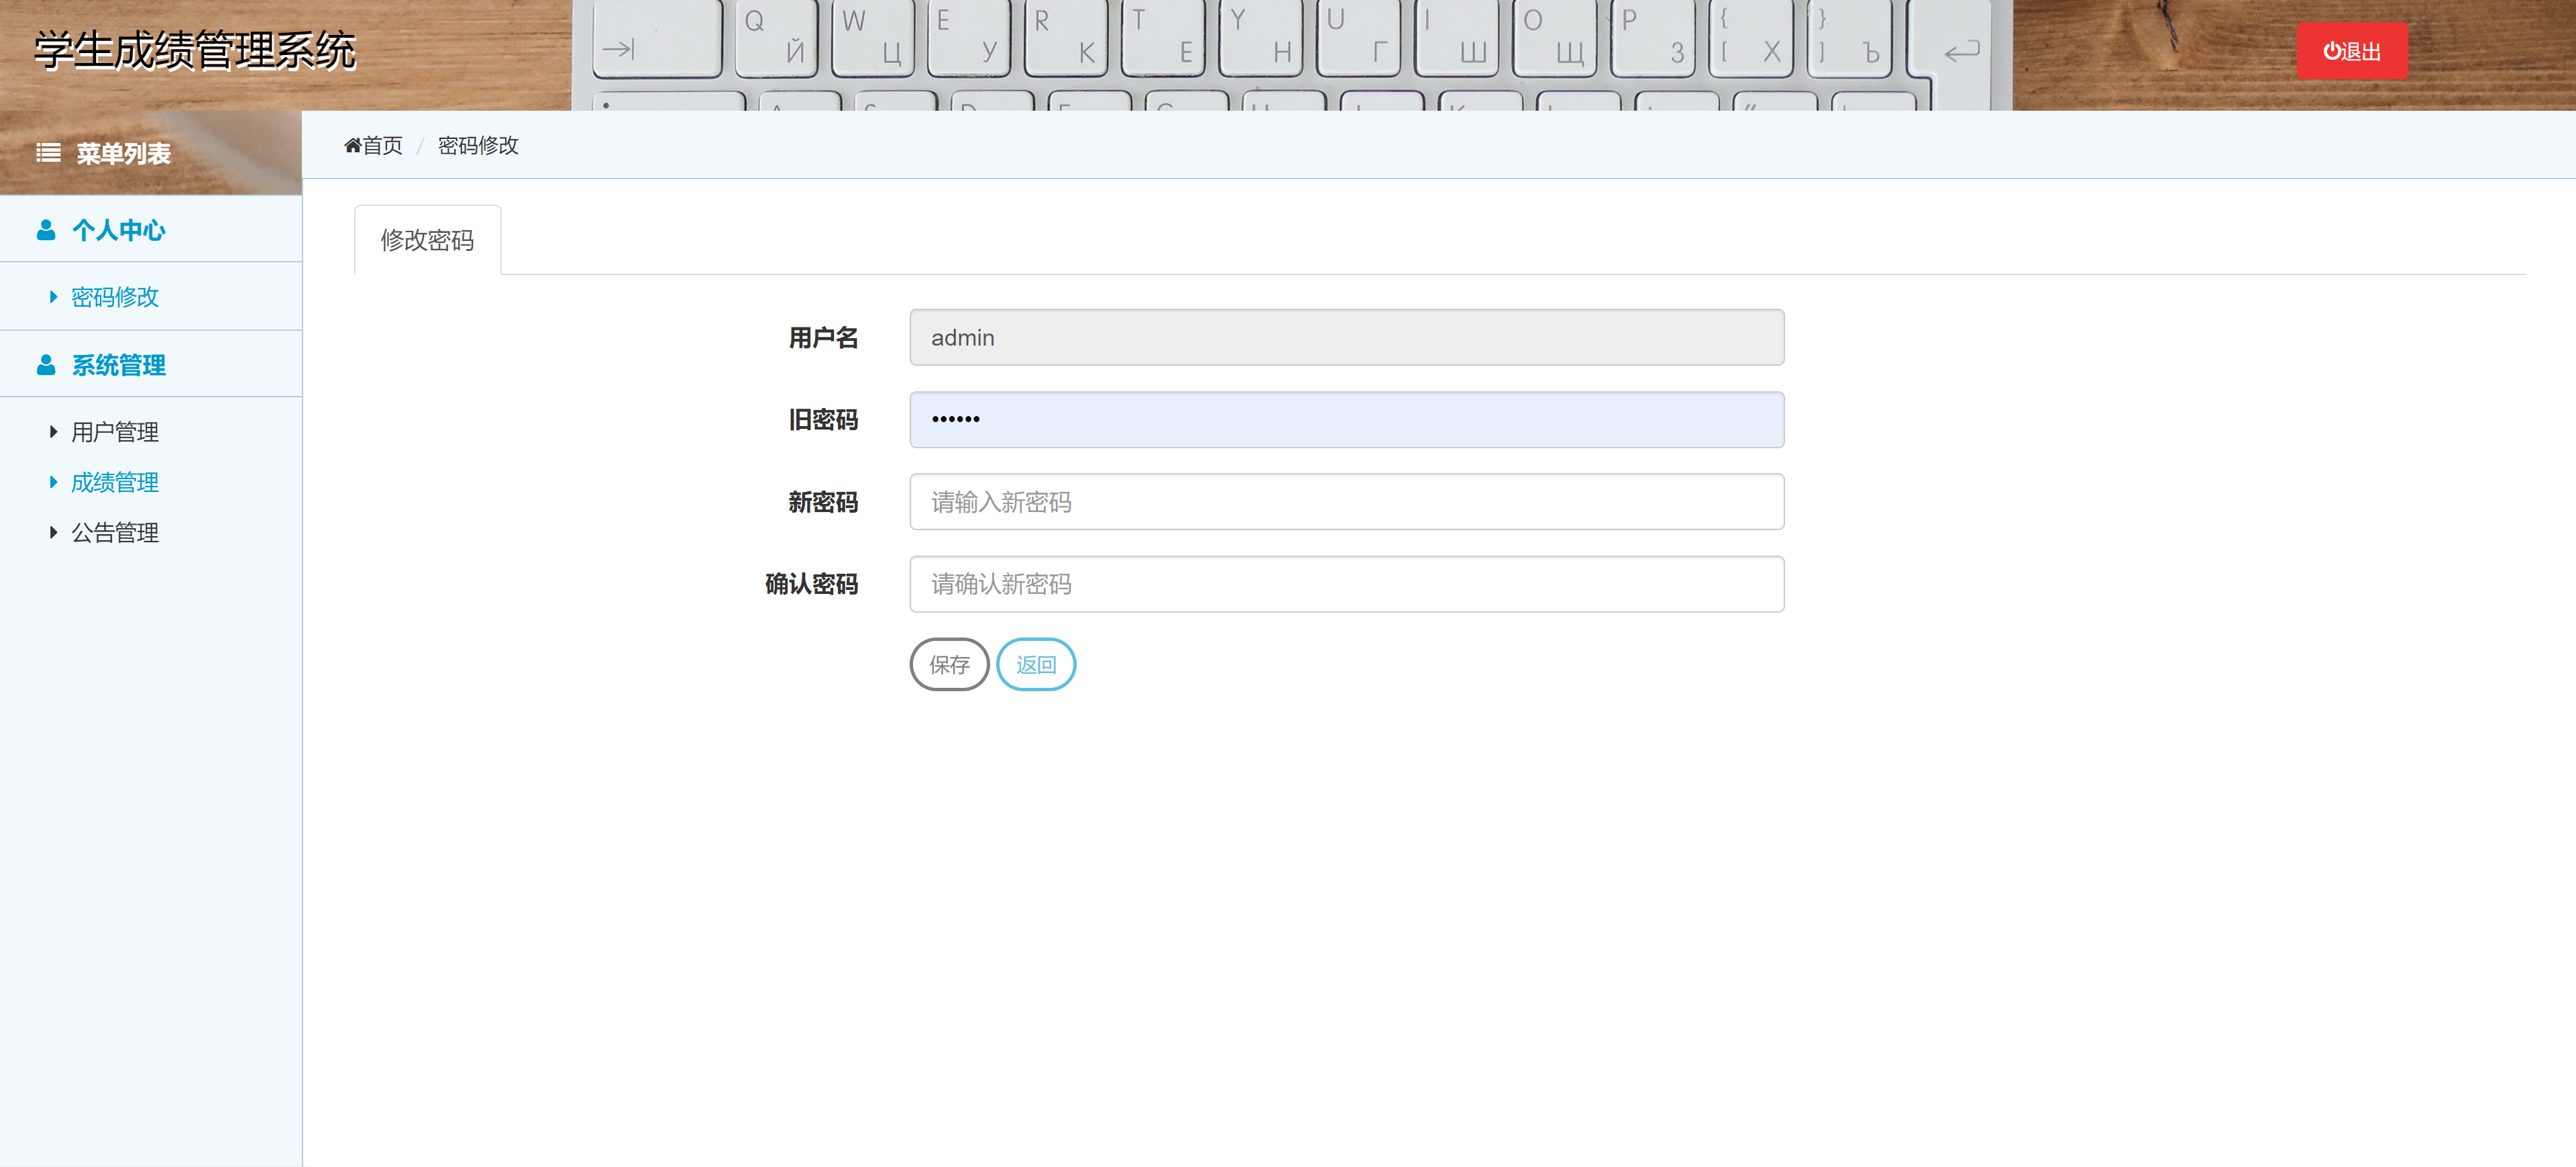 学生成绩管理系统
Q Й W Ц E У R К T Е Y Н U Г I Ш O Щ P З { [ Х } ] Ъ
退出
菜单列表
首页 / 密码修改
个人中心
密码修改
系统管理
用户管理
成绩管理
公告管理
修改密码
用户名 admin
旧密码 ••••••
新密码 请输入新密码
确认密码 请确认新密码
保存 返回